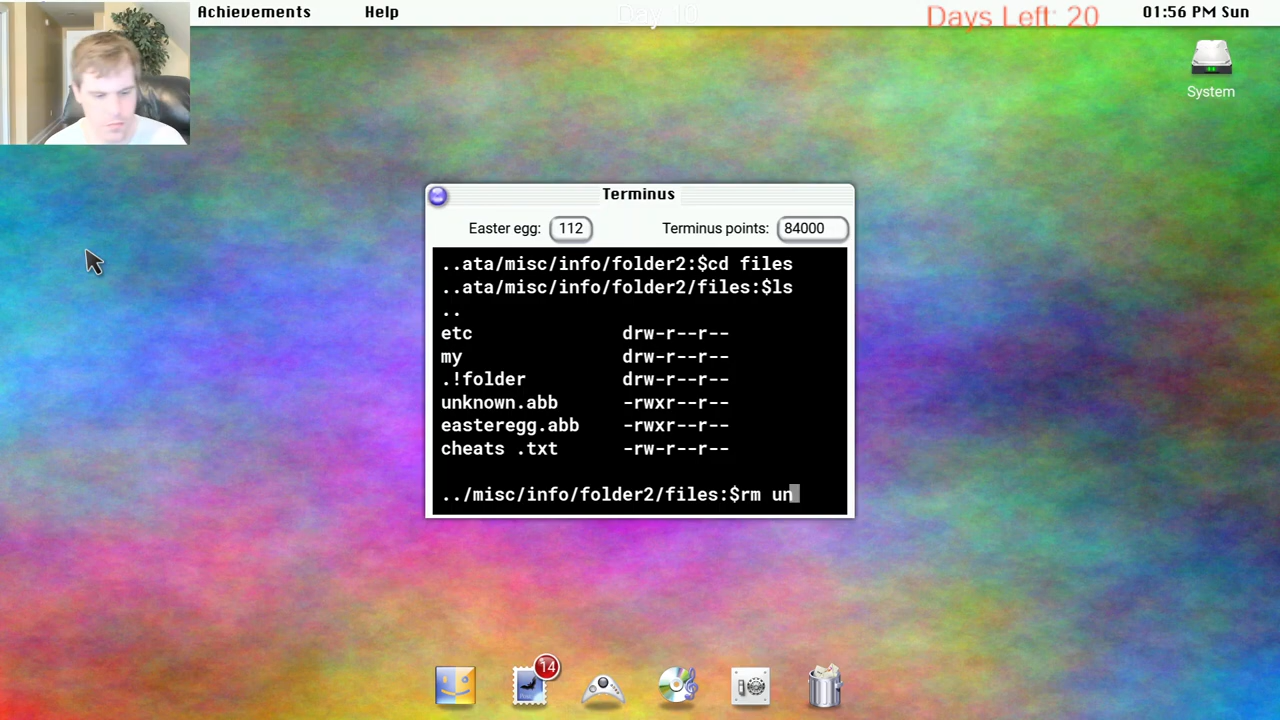 Achievements Help Day 10 Days Left: 20 01:56 PM Sun
System
Terminus
Easter egg: 112 Terminus points: 84000
..ata/misc/info/folder2:$cd files
..ata/misc/info/folder2/files:$ls
..
etc drw-r--r--
my drw-r--r--
.!folder drw-r--r--
unknown.abb -rwxr--r--
easteregg.abb -rwxr--r--
cheats .txt -rw-r--r--
../misc/info/folder2/files:$rm un
14